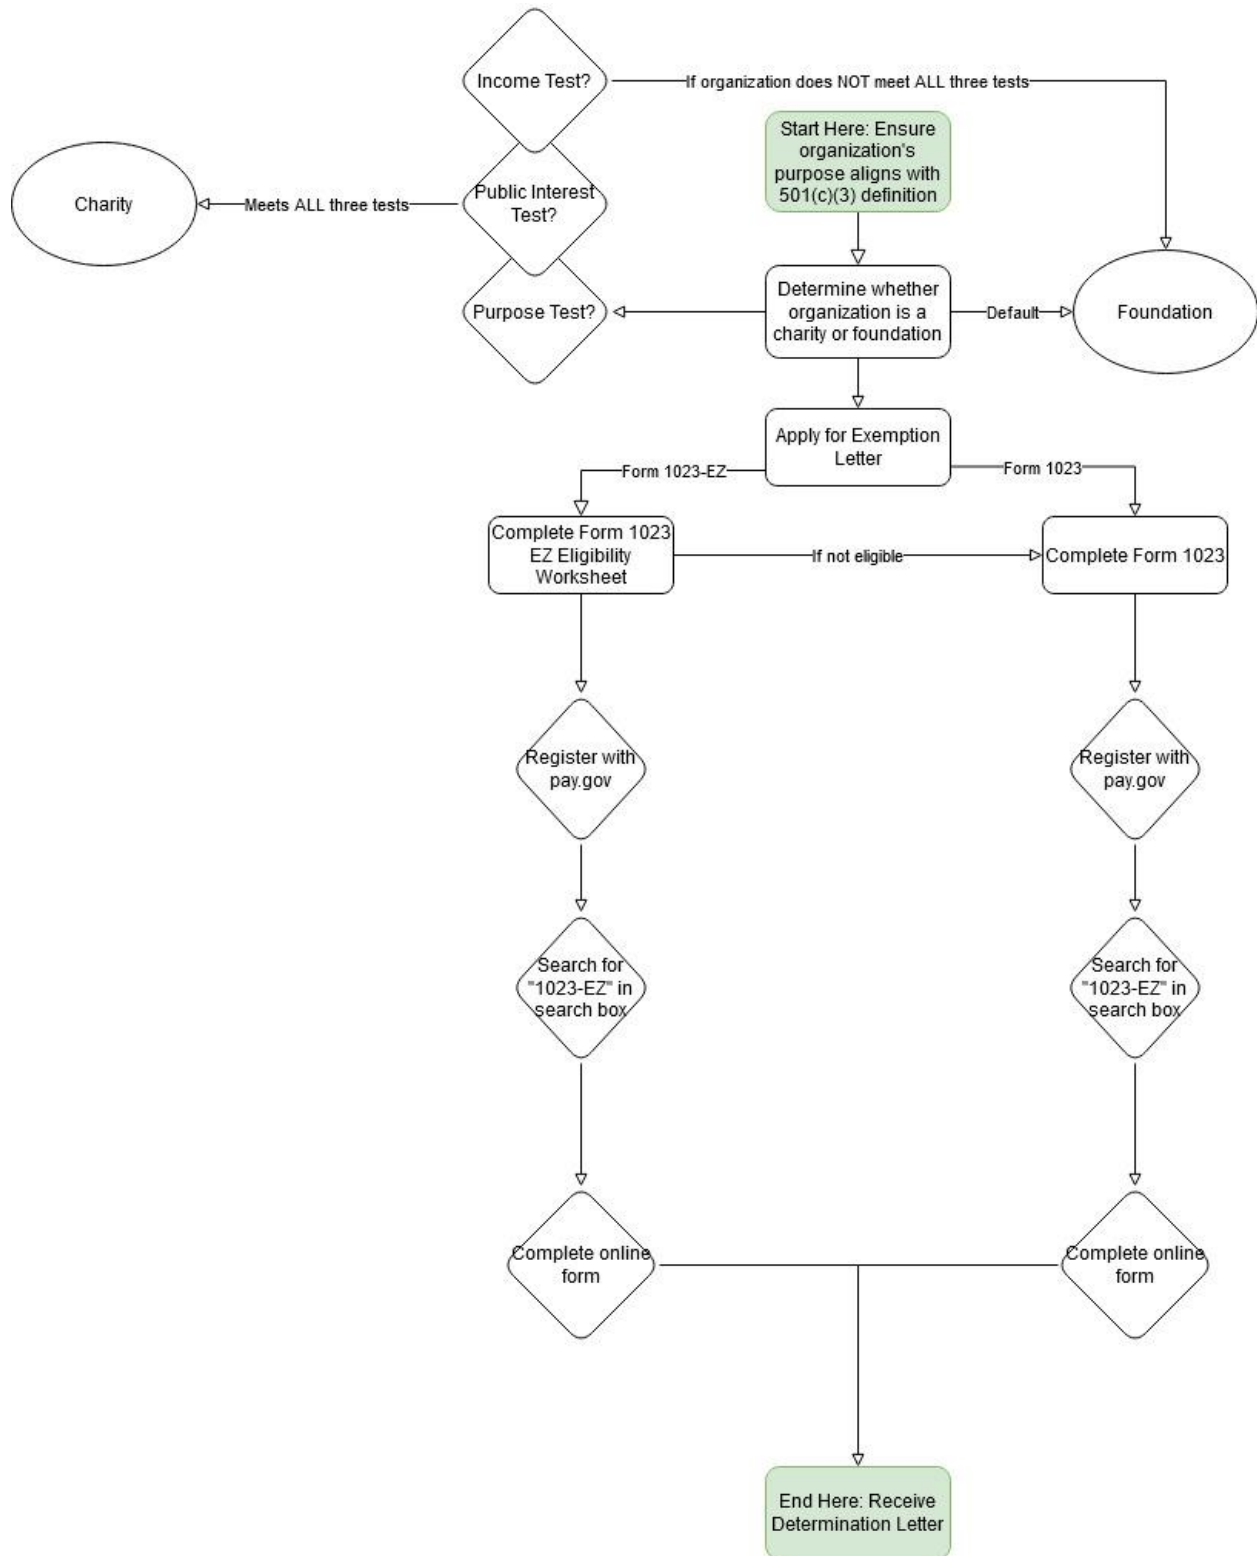 Income Test?
If organization does NOT meet ALL three tests
Start Here: Ensure
organization's
purpose aligns with
501(c)(3) definition
Charity
Meets ALL three tests
Public Interest
Test?
Purpose Test?
Determine whether
organization is a
charity or foundation
Default
Foundation
Apply for Exemption
Letter
Form 1023-EZ
Form 1023
Complete Form 1023
EZ Eligibility
Worksheet
If not eligible
Complete Form 1023
Register with
pay.gov
Register with
pay.gov
Search for
"1023-EZ" in
search box
Search for
"1023-EZ" in
search box
Complete online
form
Complete online
form
End Here: Receive
Determination Letter